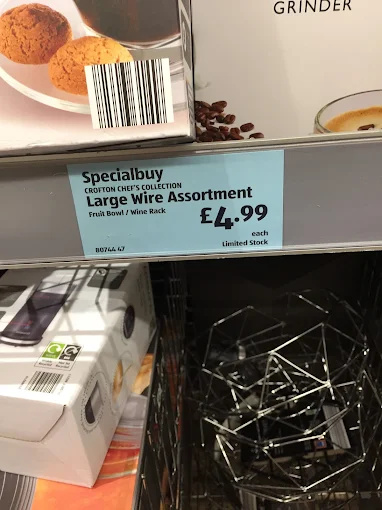 GRINDER
Specialbuy
CROFTON CHEF'S COLLECTION
Large Wire Assortment
Fruit Bowl / Wine Rack
£4.99
each
80744 47
Limited Stock